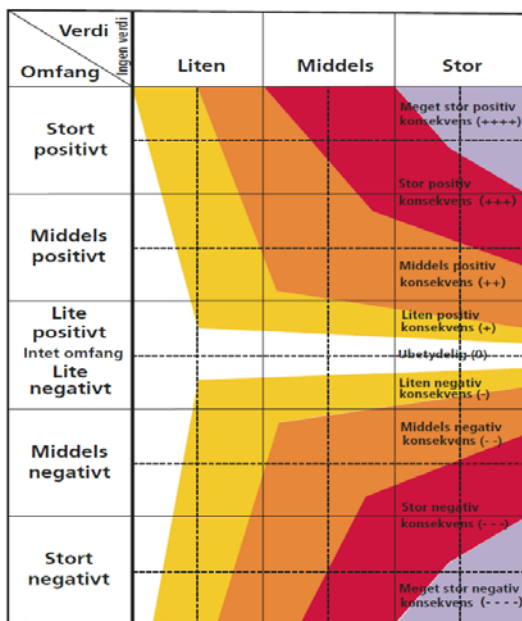 Verdi
Omfang
Ingen verdi
Liten
Middels
Stor
Stort
positivt
Meget stor positiv
konsekvens (++++)
Stor positiv
konsekvens (+++)
Middels
positivt
Middels positiv
konsekvens (++)
Lite
positivt
Liten positiv
konsekvens (+)
Intet omfang
Ubetydelig (0)
Lite
negativt
Liten negativ
konsekvens (-)
Middels
negativt
Middels negativ
konsekvens (- -)
Stor negativ
konsekvens (- - -)
Stort
negativt
Meget stor negativ
konsekvens (- - - -)